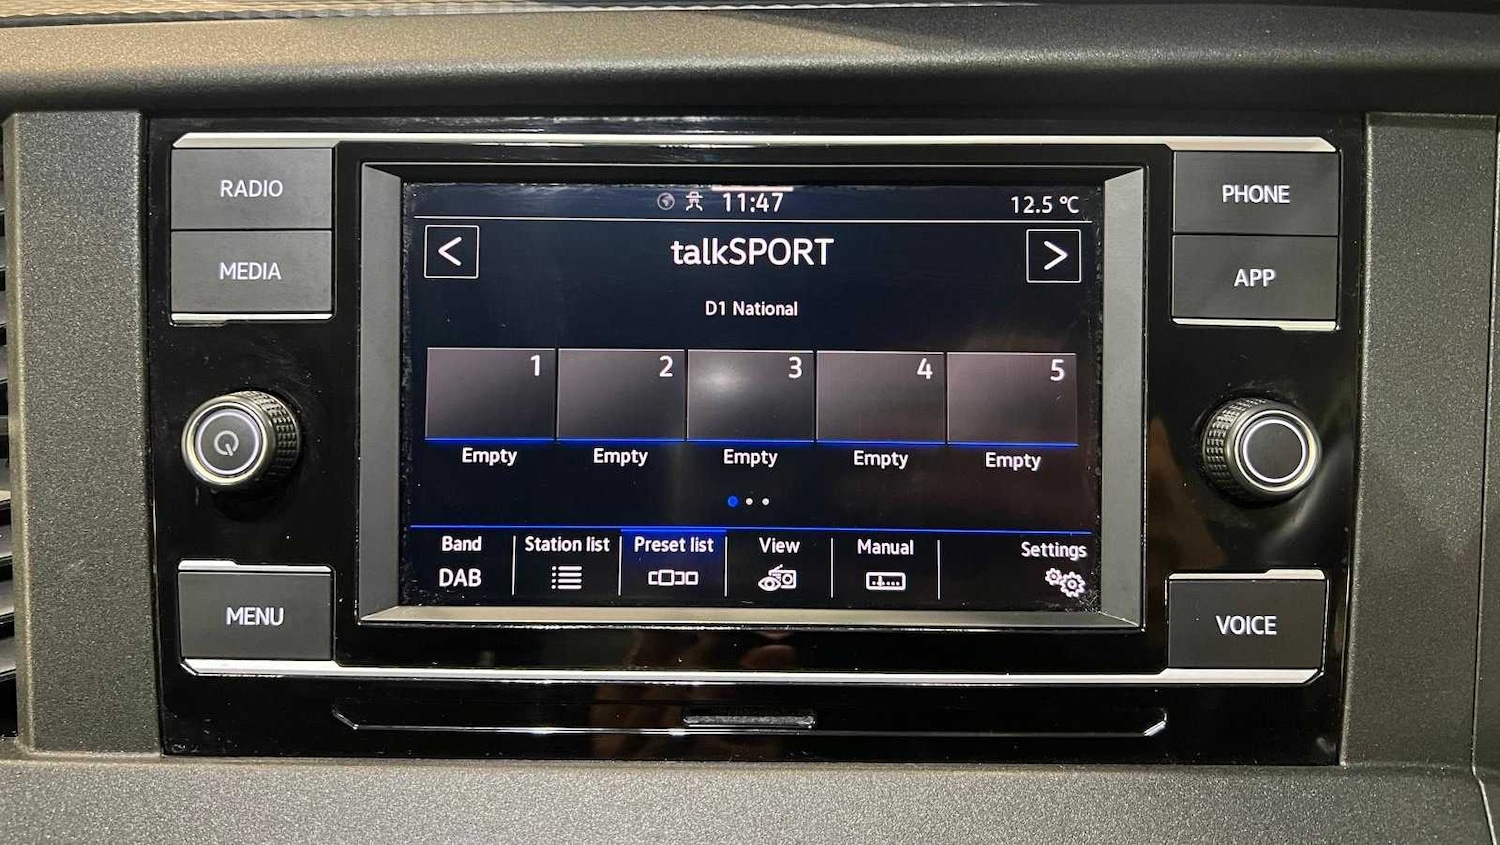 RADIO
MEDIA
MENU
11:47
12.5 °C
<
talkSPORT
>
D1 National
1
2
3
4
5
Empty
Empty
Empty
Empty
Empty
Band
DAB
Station list
Preset list
View
Manual
Settings
PHONE
APP
VOICE